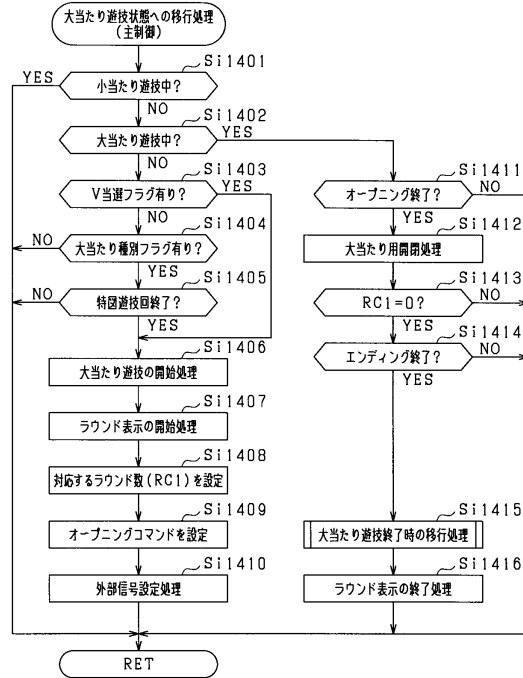 大当たり遊技状態への移行処理
(主制御)
Si1401
YES
小当たり遊技中?
NO
Si1402
大当たり遊技中?
YES
NO
Si1403
V当選フラグ有り?
YES
NO
Si1404
NO
大当たり種別フラグ有り?
YES
Si1405
NO
特図遊技回終了?
YES
Si1406
大当たり遊技の開始処理
Si1407
ラウンド表示の開始処理
Si1408
対応するラウンド数(RC1)を設定
Si1409
オープニングコマンドを設定
Si1410
外部信号設定処理
RET
Si1411
オープニング終了?
NO
YES
Si1412
大当たり用開閉処理
Si1413
RC1=0?
NO
YES
Si1414
エンディング終了?
NO
YES
Si1415
大当たり遊技終了時の移行処理
Si1416
ラウンド表示の終了処理